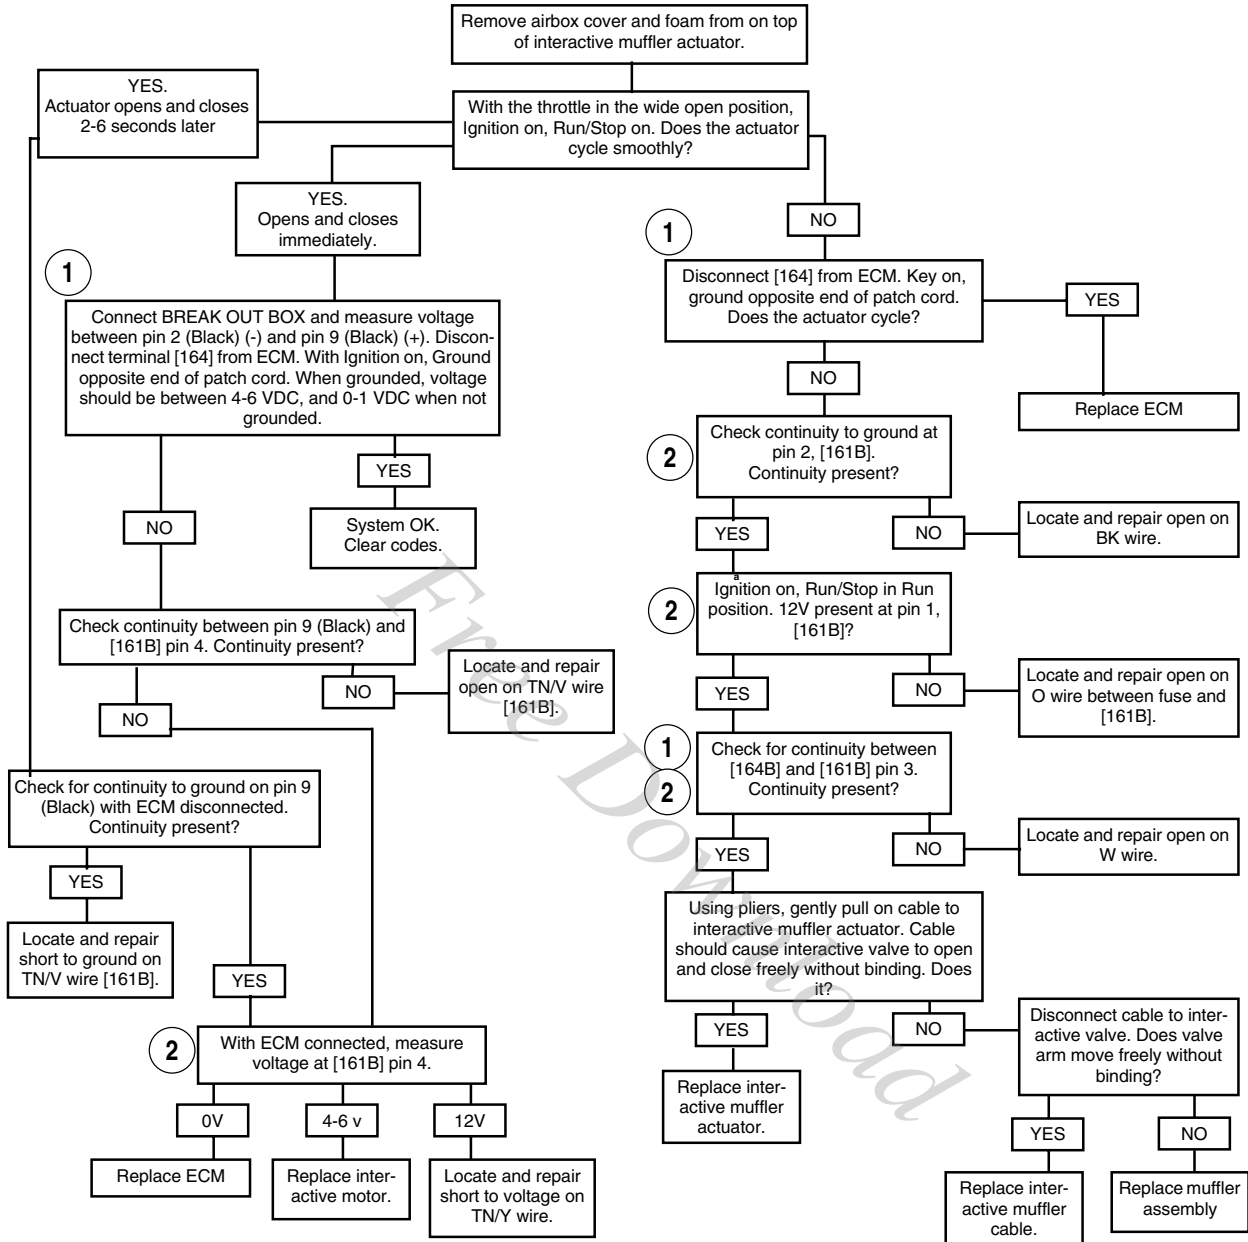 Remove airbox cover and foam from on top
of interactive muffler actuator.
YES.
Actuator opens and closes
2-6 seconds later
With the throttle in the wide open position,
Ignition on, Run/Stop on. Does the actuator
cycle smoothly?
YES.
Opens and closes
immediately.
NO
1
1
Disconnect [164] from ECM. Key on,
ground opposite end of patch cord.
Does the actuator cycle?
YES
Connect BREAK OUT BOX and measure voltage
between pin 2 (Black) (-) and pin 9 (Black) (+). Discon-
nect terminal [164] from ECM. With Ignition on, Ground
opposite end of patch cord. When grounded, voltage
should be between 4-6 VDC, and 0-1 VDC when not
grounded.
NO
Replace ECM
2
Check continuity to ground at
pin 2, [161B].
Continuity present?
YES
NO
System OK.
Clear codes.
YES
NO
Locate and repair open on
BK wire.
2
a
Ignition on, Run/Stop in Run
position. 12V present at pin 1,
[161B]?
Check continuity between pin 9 (Black) and
[161B] pin 4. Continuity present?
NO
NO
Locate and repair
open on TN/V wire
[161B].
YES
NO
Locate and repair open on
O wire between fuse and
[161B].
1
2
Check for continuity between
[164B] and [161B] pin 3.
Continuity present?
Check for continuity to ground on pin 9
(Black) with ECM disconnected.
Continuity present?
YES
NO
Locate and repair open on
W wire.
YES
Locate and repair
short to ground on
TN/V wire [161B].
YES
Using pliers, gently pull on cable to
interactive muffler actuator. Cable
should cause interactive valve to open
and close freely without binding. Does
it?
YES
NO
Disconnect cable to inter-
active valve. Does valve
arm move freely without
binding?
2
With ECM connected, measure
voltage at [161B] pin 4.
Replace inter-
active muffler
actuator.
0V
4-6 v
12V
YES
NO
Replace ECM
Replace inter-
active motor.
Locate and repair
short to voltage on
TN/Y wire.
Replace inter-
active muffler
cable.
Replace muffler
assembly
Free Download